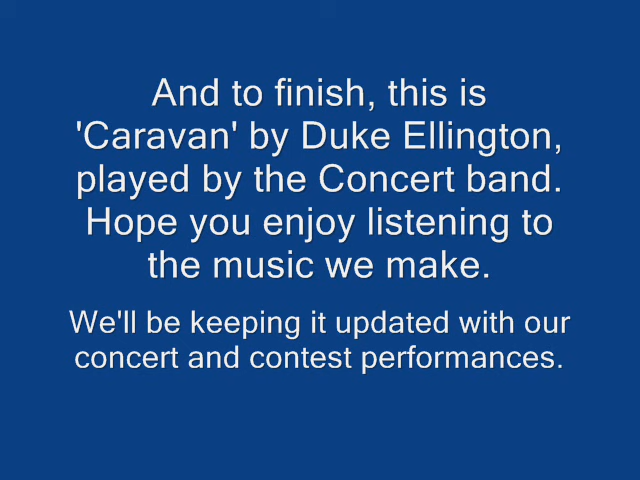 And to finish, this is
'Caravan' by Duke Ellington,
played by the Concert band.
Hope you enjoy listening to
the music we make.
We'll be keeping it updated with our
concert and contest performances.